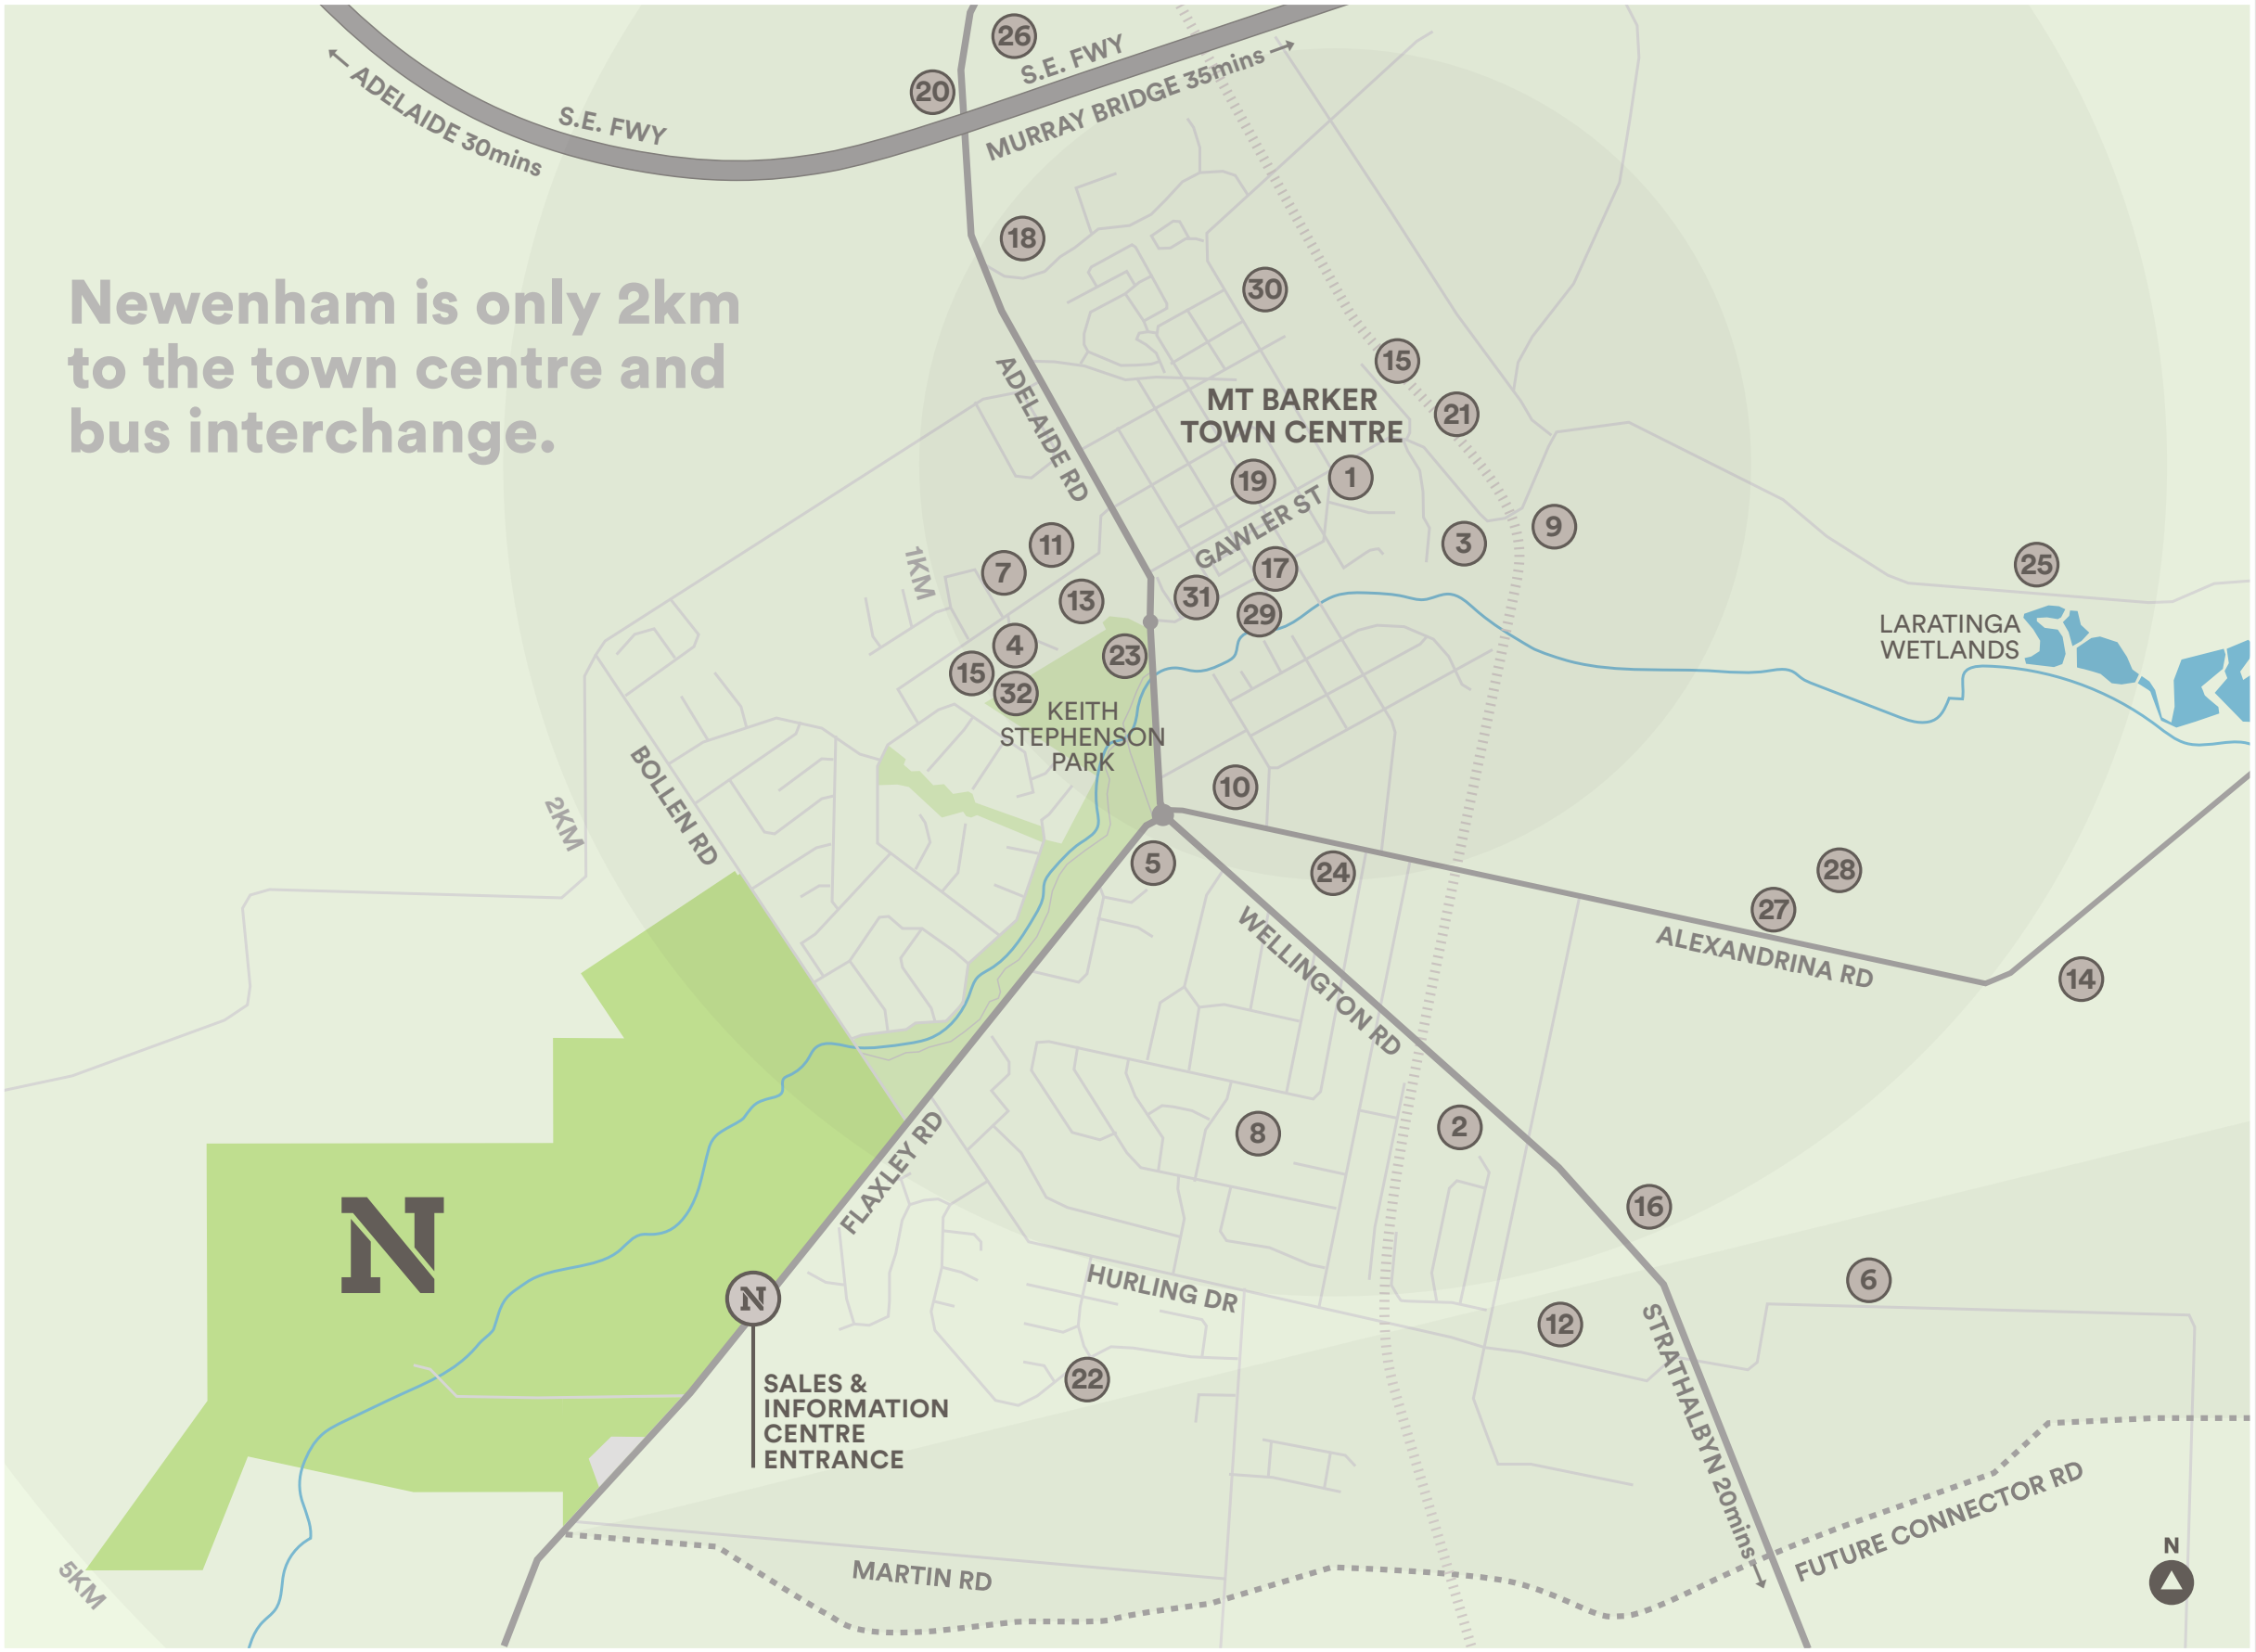 26
S.E. FWY
20
← ADELAIDE 30mins
S.E. FWY
MURRAY BRIDGE 35mins →
18
Newenham is only 2km
to the town centre and
bus interchange.
30
15
21
ADELAIDE RD
MT BARKER
TOWN CENTRE
19
1
GAWLER ST
9
3
11
7
1KM
13
31
17
29
25
LARATINGA
WETLANDS
4
15
32
23
KEITH
STEPHENSON
PARK
BOLLEN RD
2KM
10
5
24
28
27
ALEXANDRINA RD
14
WELLINGTON RD
8
2
FLAXLEY RD
16
N
N
HURLING DR
6
12
22
SALES &
INFORMATION
CENTRE
ENTRANCE
STRATHALBYN 20mins →
FUTURE CONNECTOR RD
5KM
MARTIN RD
N